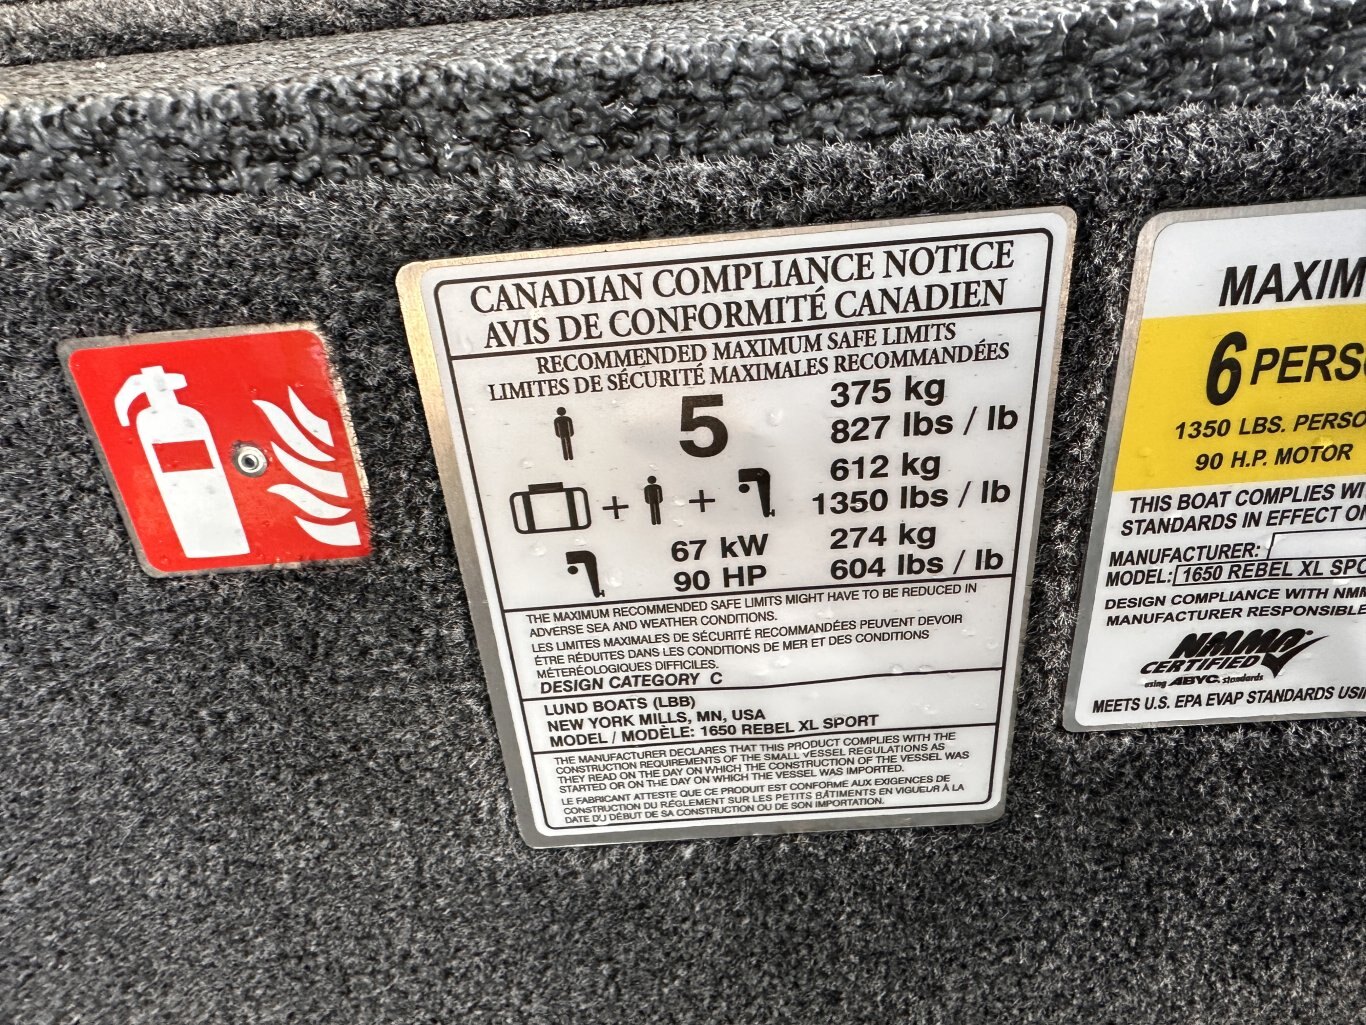 CANADIAN COMPLIANCE NOTICE
AVIS DE CONFORMITÉ CANADIEN
RECOMMENDED MAXIMUM SAFE LIMITS
LIMITES DE SÉCURITÉ MAXIMALES RECOMMANDÉES
5
375 kg
827 lbs / lb
+ +
612 kg
1350 lbs / lb
67 kW
90 HP
274 kg
604 lbs / lb
THE MAXIMUM RECOMMENDED SAFE LIMITS MIGHT HAVE TO BE REDUCED IN
ADVERSE SEA AND WEATHER CONDITIONS.
LES LIMITES MAXIMALES DE SÉCURITÉ RECOMMANDÉES PEUVENT DEVOIR
ÉTRE RÉDUITES DANS LES CONDITIONS DE MER ET DES CONDITIONS
MÉTERÉOLOGIQUES DIFFICILES.
DESIGN CATEGORY C
LUND BOATS (LBB)
NEW YORK MILLS, MN, USA
MODEL / MODÈLE: 1650 REBEL XL SPORT
THE MANUFACTURER DECLARES THAT THIS PRODUCT COMPLIES WITH THE
CONSTRUCTION REQUIREMENTS OF THE SMALL VESSEL REGULATIONS AS
THEY READ ON THE DAY ON WHICH THE CONSTRUCTION OF THE VESSEL WAS
STARTED OR ON THE DAY ON WHICH THE VESSEL WAS IMPORTED.
LE FABRICANT ATTESTE QUE CE PRODUIT EST CONFORME AUX EXIGENCES DE
CONSTRUCTION DU RÉGLEMENT SUR LES PETITS BÂTIMENTS EN VIGUEUR À LA
DATE DU DÉBUT DE SA CONSTRUCTION OU DE SON IMPORTATION.
MAXIM
6 PERSO
1350 LBS. PERSO
90 H.P. MOTOR
THIS BOAT COMPLIES WI
STANDARDS IN EFFECT ON
MANUFACTURER:
MODEL: 1650 REBEL XL SPO
DESIGN COMPLIANCE WITH NMM
MANUFACTURER RESPONSIBLE
NMMA
CERTIFIED
using ABYC standards
MEETS U.S. EPA EVAP STANDARDS USI